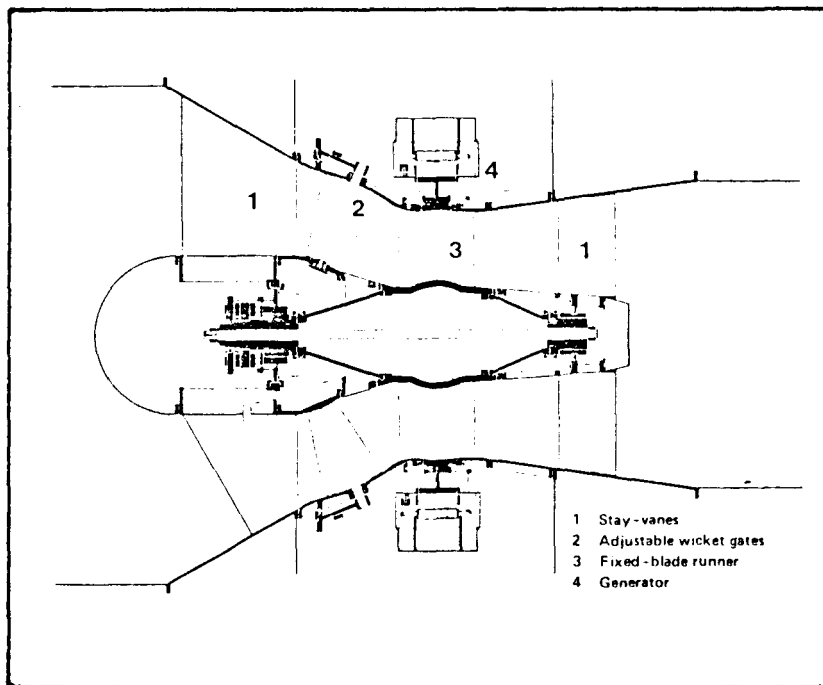 4
1
2
3
1
1 Stay-vanes
2 Adjustable wicket gates
3 Fixed-blade runner
4 Generator